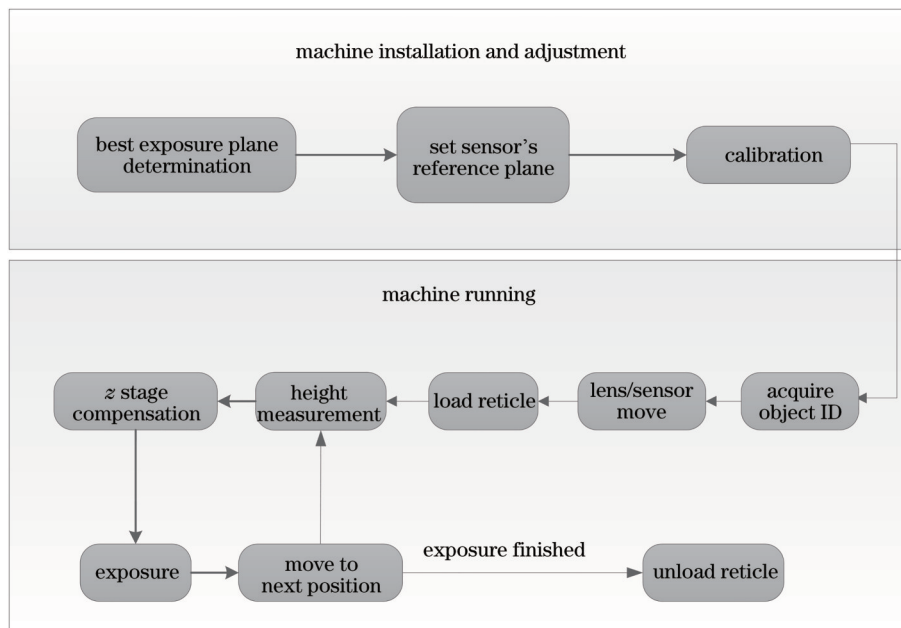 machine installation and adjustment
best exposure plane
determination
set sensor's
reference plane
calibration
machine running
z stage
compensation
height
measurement
load reticle
lens/sensor
move
acquire
object ID
exposure
move to
next position
exposure finished
unload reticle